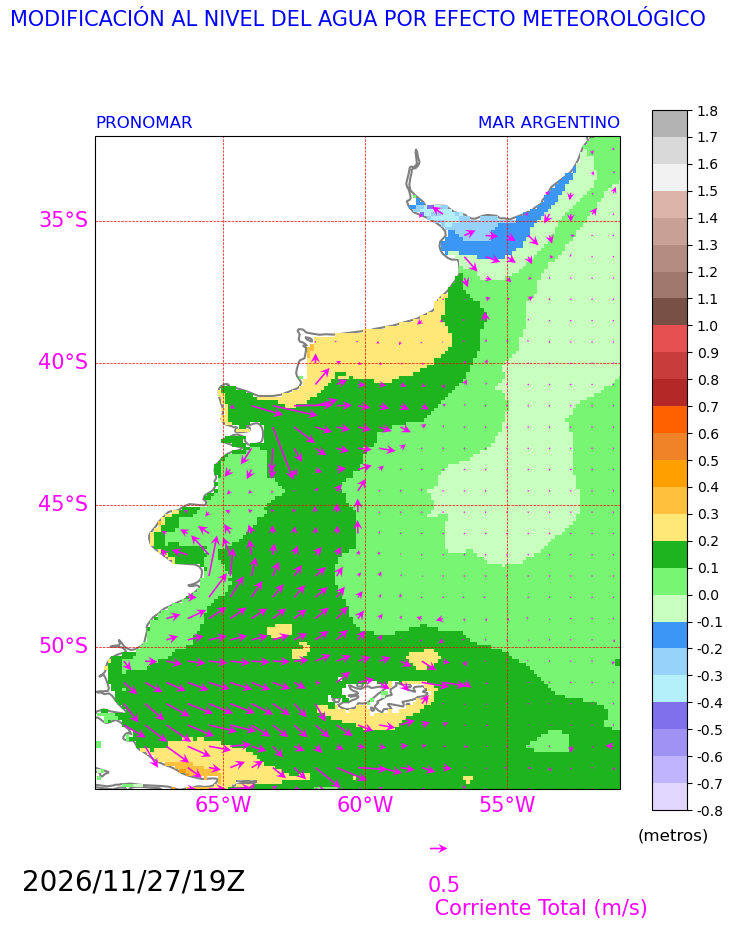 MODIFICACIÓN AL NIVEL DEL AGUA POR EFECTO METEOROLÓGICO
PRONOMAR MAR ARGENTINO
35°S
40°S
45°S
50°S
65°W 60°W 55°W
1.8
1.7
1.6
1.5
1.4
1.3
1.2
1.1
1.0
0.9
0.8
0.7
0.6
0.5
0.4
0.3
0.2
0.1
0.0
-0.1
-0.2
-0.3
-0.4
-0.5
-0.6
-0.7
-0.8
(metros)
2026/11/27/19Z
0.5
Corriente Total (m/s)